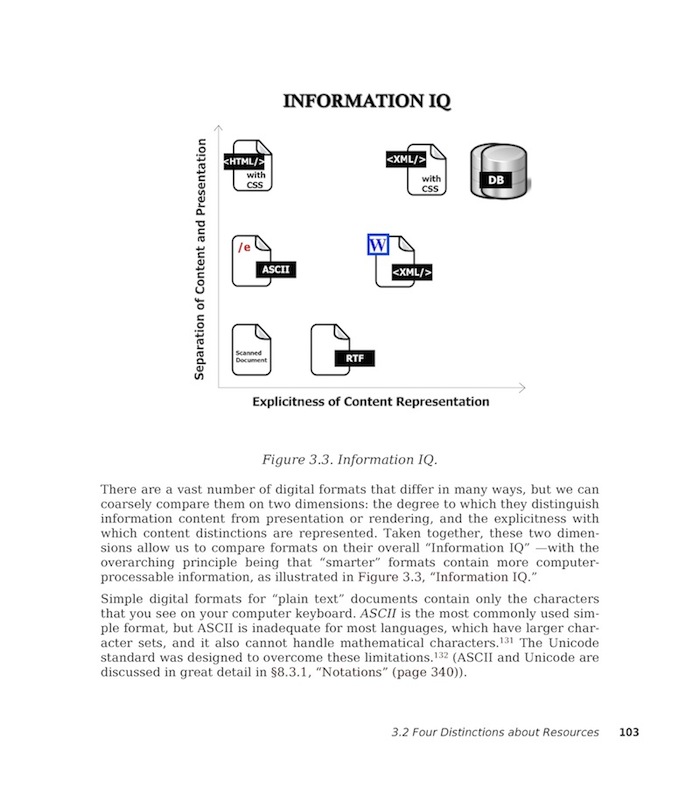 INFORMATION IQ
Separation of Content and Presentation
<HTML/>
with
CSS
<XML/>
with
CSS
DB
/e
ASCII
W
<XML/>
Scanned
Document
RTF
Explicitness of Content Representation
Figure 3.3. Information IQ.
There are a vast number of digital formats that differ in many ways, but we can
coarsely compare them on two dimensions: the degree to which they distinguish
information content from presentation or rendering, and the explicitness with
which content distinctions are represented. Taken together, these two dimen-
sions allow us to compare formats on their overall “Information IQ” —with the
overarching principle being that “smarter” formats contain more computer-
processable information, as illustrated in Figure 3.3, “Information IQ.”
Simple digital formats for “plain text” documents contain only the characters
that you see on your computer keyboard. ASCII is the most commonly used sim-
ple format, but ASCII is inadequate for most languages, which have larger char-
acter sets, and it also cannot handle mathematical characters.131 The Unicode
standard was designed to overcome these limitations.132 (ASCII and Unicode are
discussed in great detail in §8.3.1, “Notations” (page 340)).
3.2 Four Distinctions about Resources 103